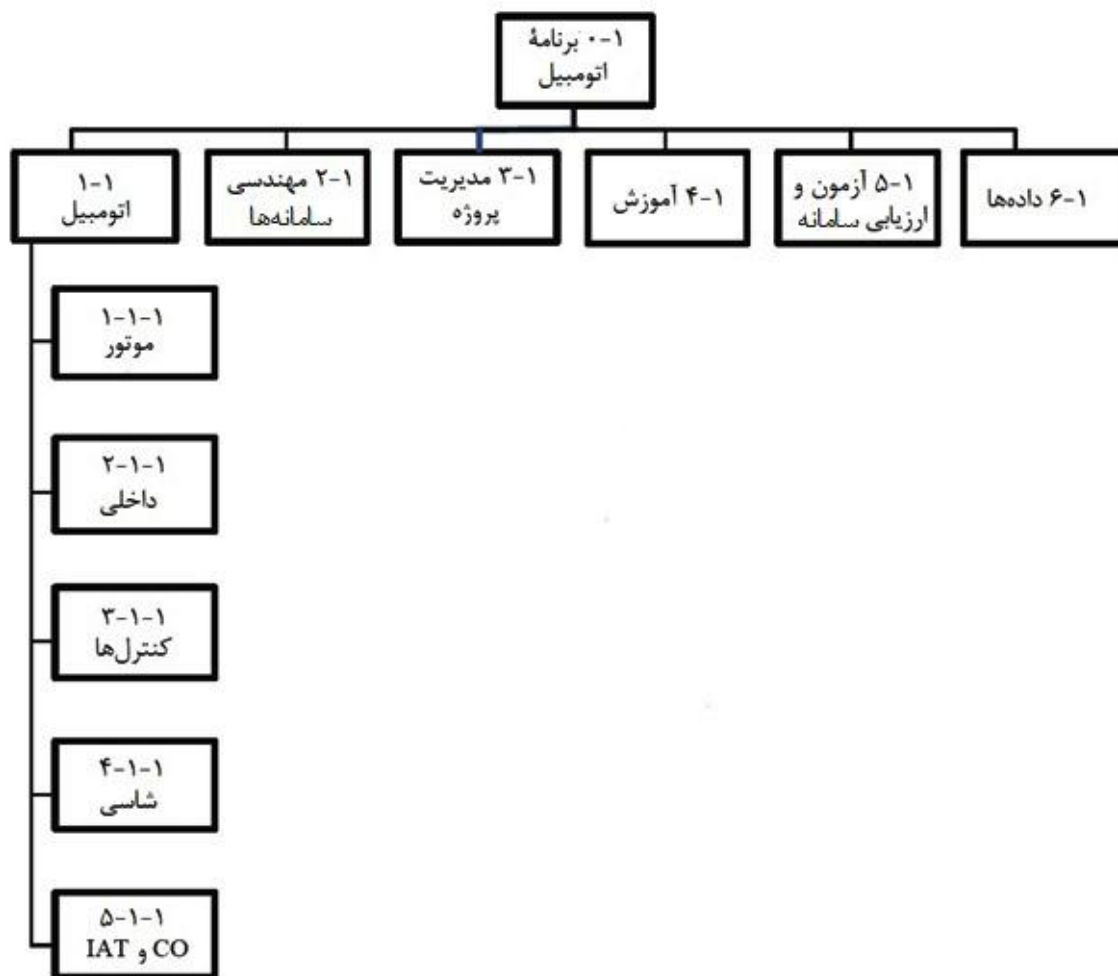 ۱-۰ برنامهٔ
اتومبیل
۱-۱
اتومبیل
۱-۲ مهندسی
سامانه‌ها
۱-۳ مدیریت
پروژه
۱-۴ آموزش
۱-۵ آزمون و
ارزیابی سامانه
۱-۶ داده‌ها
۱-۱-۱
موتور
۱-۱-۲
داخلی
۱-۱-۳
کنترل‌ها
۱-۱-۴
شاسی
۱-۱-۵
IAT و CO